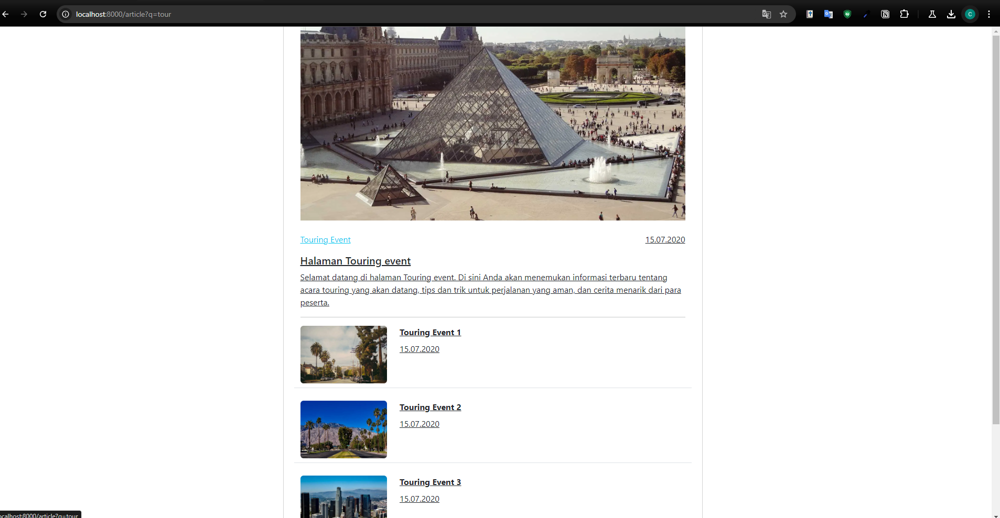 localhost:8000/article?q=tour
C
Touring Event 15.07.2020
Halaman Touring event
Selamat datang di halaman Touring event. Di sini Anda akan menemukan informasi terbaru tentang
acara touring yang akan datang, tips dan trik untuk perjalanan yang aman, dan cerita menarik dari para
peserta.
Touring Event 1
15.07.2020
Touring Event 2
15.07.2020
Touring Event 3
15.07.2020
ocalhost:8000/article?q=tour